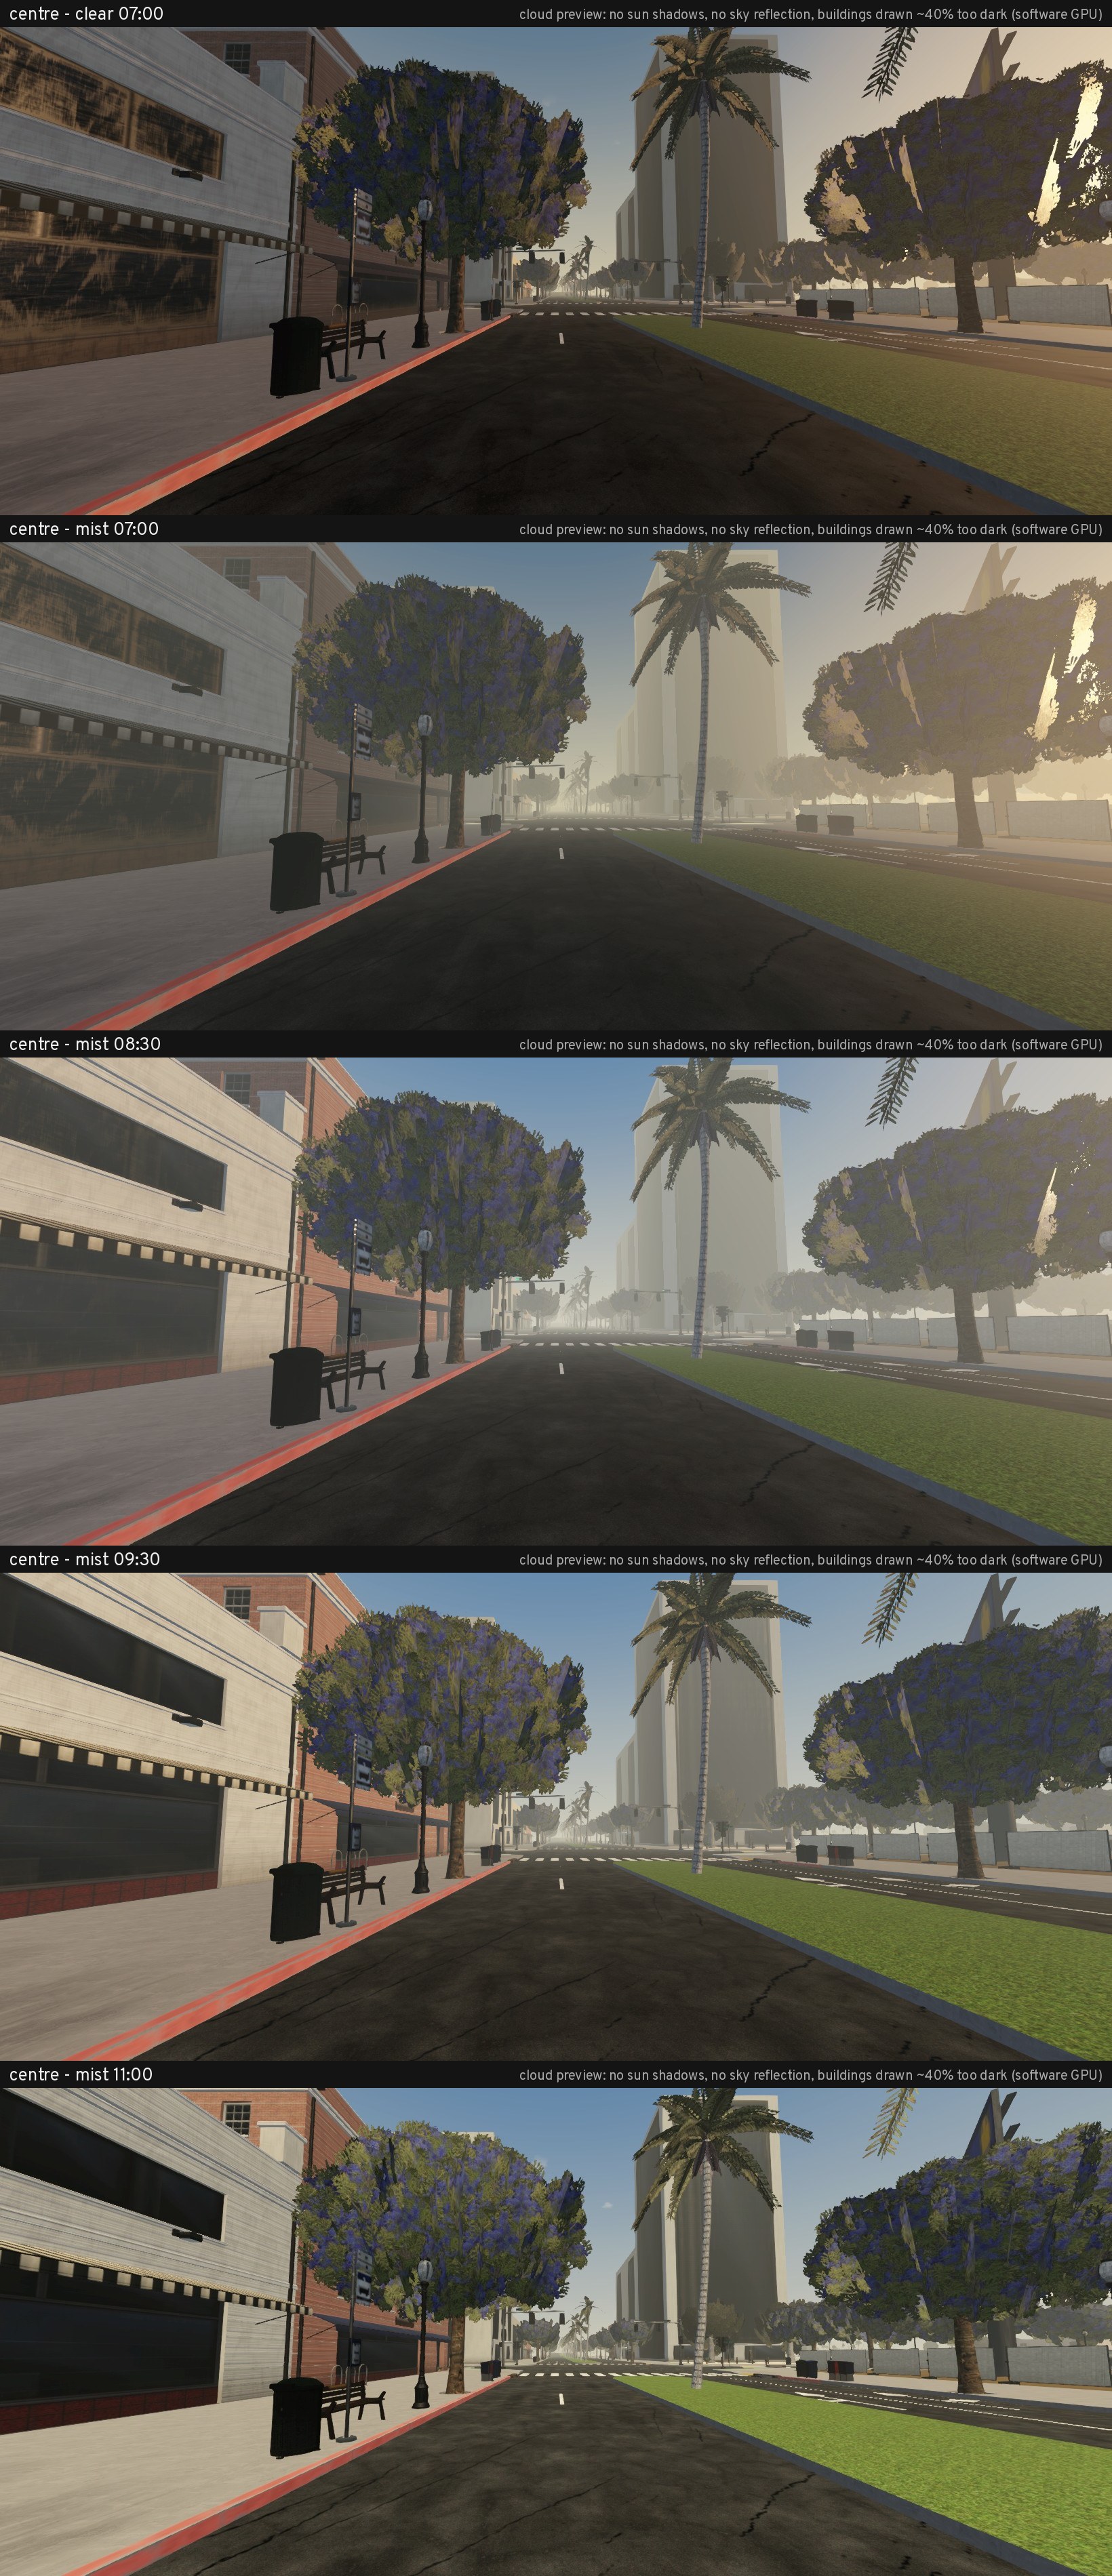 centre - clear 07:00
cloud preview: no sun shadows, no sky reflection, buildings drawn ~40% too dark (software GPU)
centre - mist 07:00
cloud preview: no sun shadows, no sky reflection, buildings drawn ~40% too dark (software GPU)
centre - mist 08:30
cloud preview: no sun shadows, no sky reflection, buildings drawn ~40% too dark (software GPU)
centre - mist 09:30
cloud preview: no sun shadows, no sky reflection, buildings drawn ~40% too dark (software GPU)
centre - mist 11:00
cloud preview: no sun shadows, no sky reflection, buildings drawn ~40% too dark (software GPU)